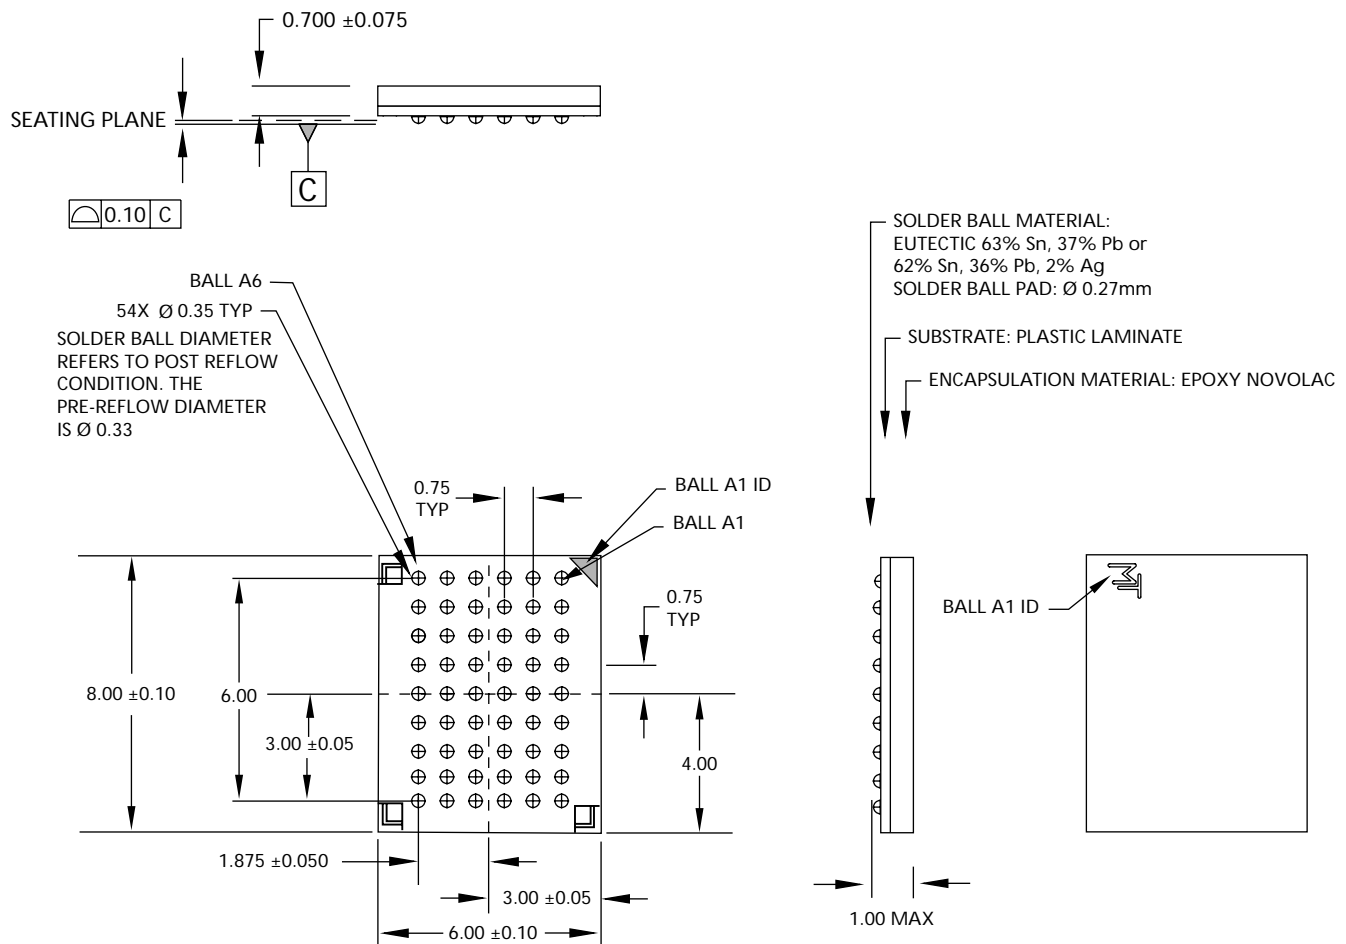 0.700 ±0.075
SEATING PLANE
C
0.10 C
SOLDER BALL MATERIAL:
EUTECTIC 63% Sn, 37% Pb or
62% Sn, 36% Pb, 2% Ag
SOLDER BALL PAD: Ø 0.27mm
BALL A6
54X Ø 0.35 TYP
SOLDER BALL DIAMETER
REFERS TO POST REFLOW
CONDITION. THE
PRE-REFLOW DIAMETER
IS Ø 0.33
SUBSTRATE: PLASTIC LAMINATE
ENCAPSULATION MATERIAL: EPOXY NOVOLAC
0.75
TYP
BALL A1 ID
BALL A1
0.75
TYP
BALL A1 ID
8.00 ±0.10
6.00
3.00 ±0.05
4.00
1.875 ±0.050
3.00 ±0.05
6.00 ±0.10
1.00 MAX